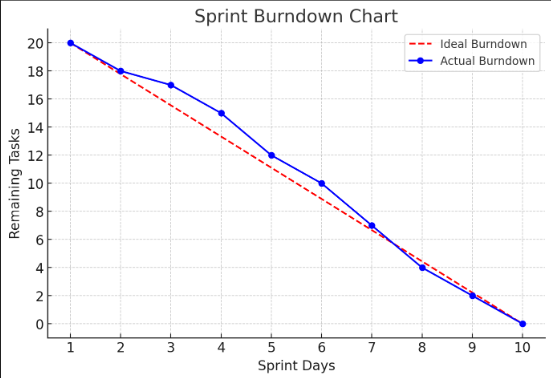 Sprint Burndown Chart
Ideal Burndown
Actual Burndown
Remaining Tasks
20
18
16
14
12
10
8
6
4
2
0
1 2 3 4 5 6 7 8 9 10
Sprint Days